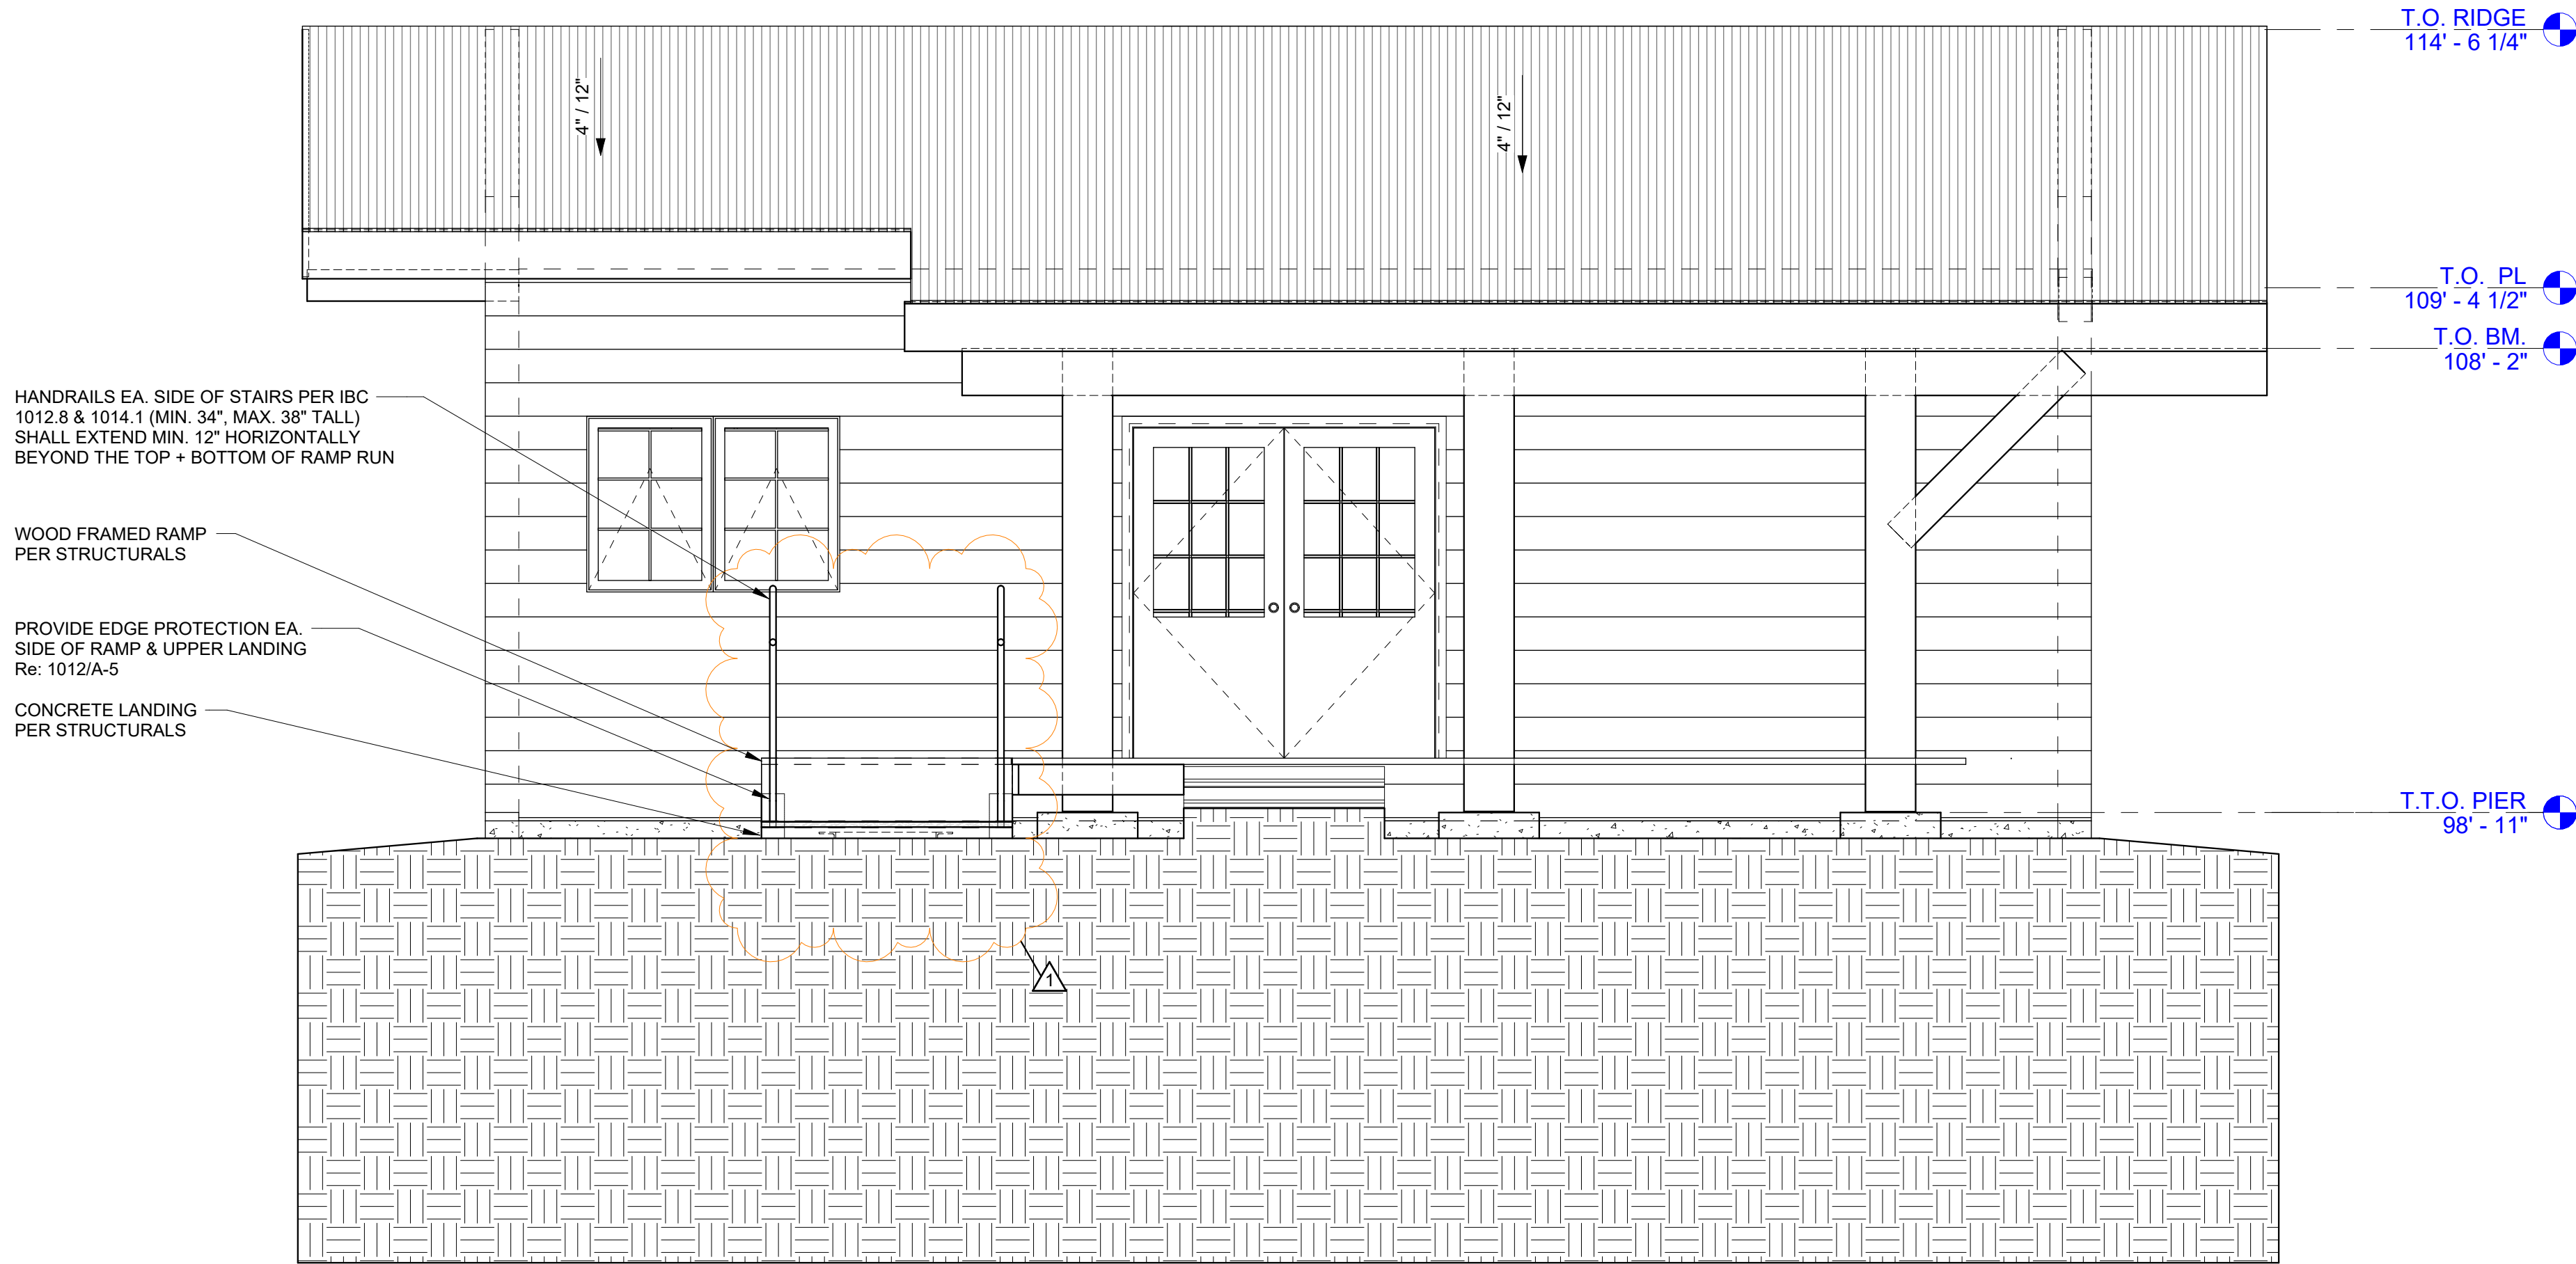 T.O. RIDGE
114' - 6 1/4"
4" / 12"
4" / 12"
T.O. PL
109' - 4 1/2"
T.O. BM.
108' - 2"
HANDRAILS EA. SIDE OF STAIRS PER IBC
1012.8 & 1014.1 (MIN. 34", MAX. 38" TALL)
SHALL EXTEND MIN. 12" HORIZONTALLY
BEYOND THE TOP + BOTTOM OF RAMP RUN
WOOD FRAMED RAMP
PER STRUCTURALS
PROVIDE EDGE PROTECTION EA.
SIDE OF RAMP & UPPER LANDING
Re: 1012/A-5
CONCRETE LANDING
PER STRUCTURALS
T.T.O. PIER
98' - 11"
1